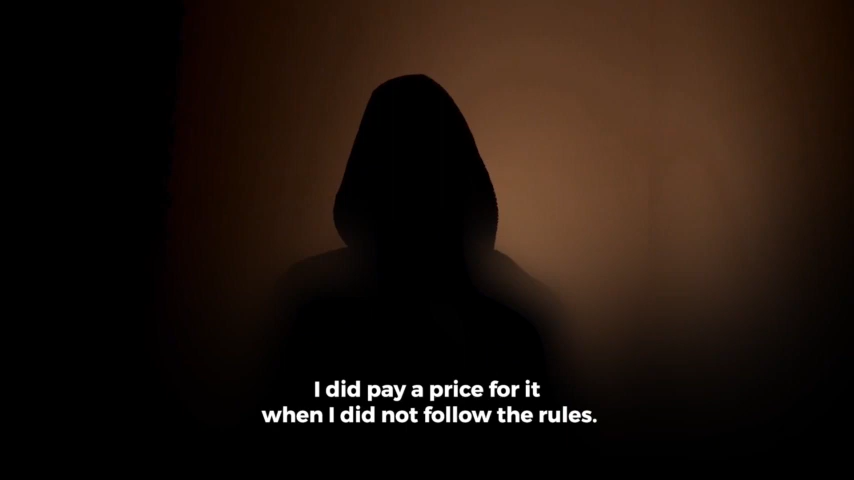 I did pay a price for it
when I did not follow the rules.